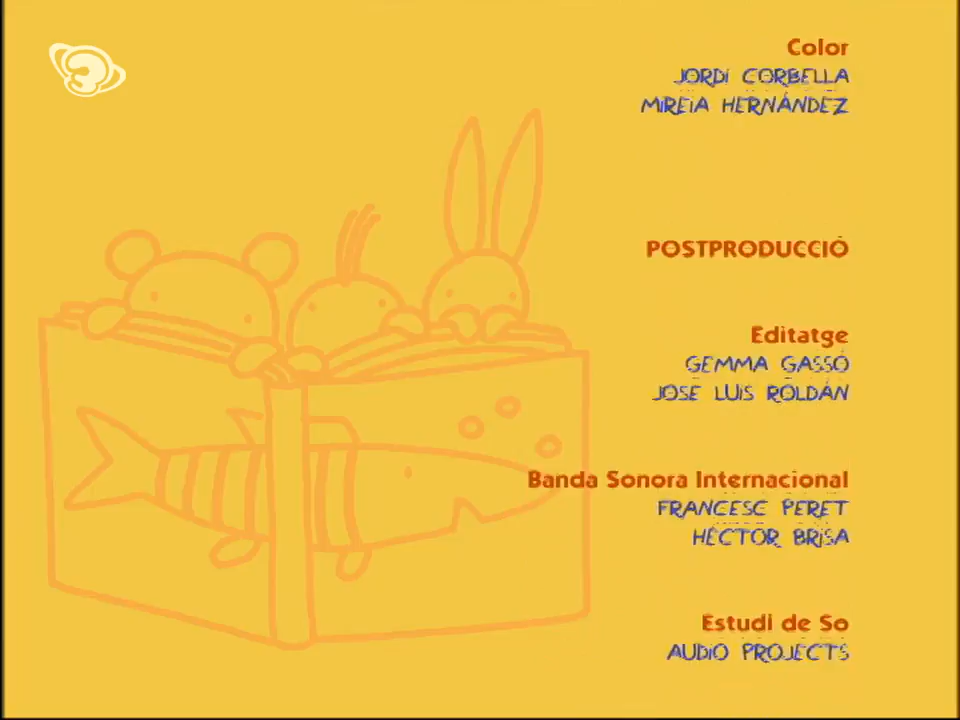 3
Color
JORDI CORBELLA
MIREIA HERNÁNDEZ
POSTPRODUCCIÓ
Editatge
GEMMA GASSÓ
JOSÉ LUIS ROLDÁN
Banda Sonora Internacional
FRANCESC PERET
HÉCTOR BRISA
Estudi de So
AUDIO PROJECTS